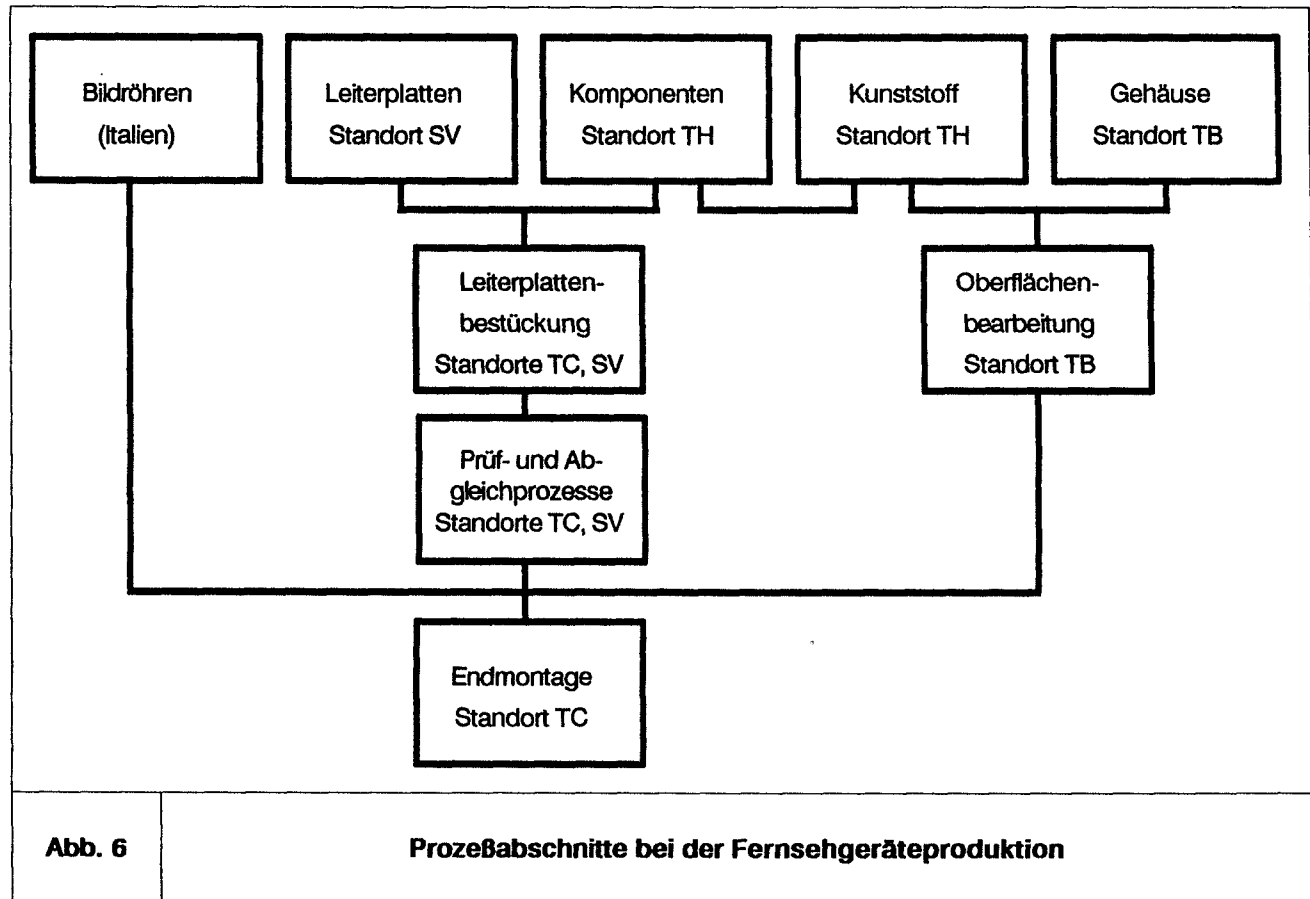 Bildröhren
(Italien)
Leiterplatten
Standort SV
Komponenten
Standort TH
Kunststoff
Standort TH
Gehäuse
Standort TB
Leiterplatten-
bestückung
Standorte TC, SV
Oberflächen-
bearbeitung
Standort TB
Prüf- und Ab-
gleichprozesse
Standorte TC, SV
Endmontage
Standort TC
Abb. 6
Prozeßabschnitte bei der Fernsehgeräteproduktion